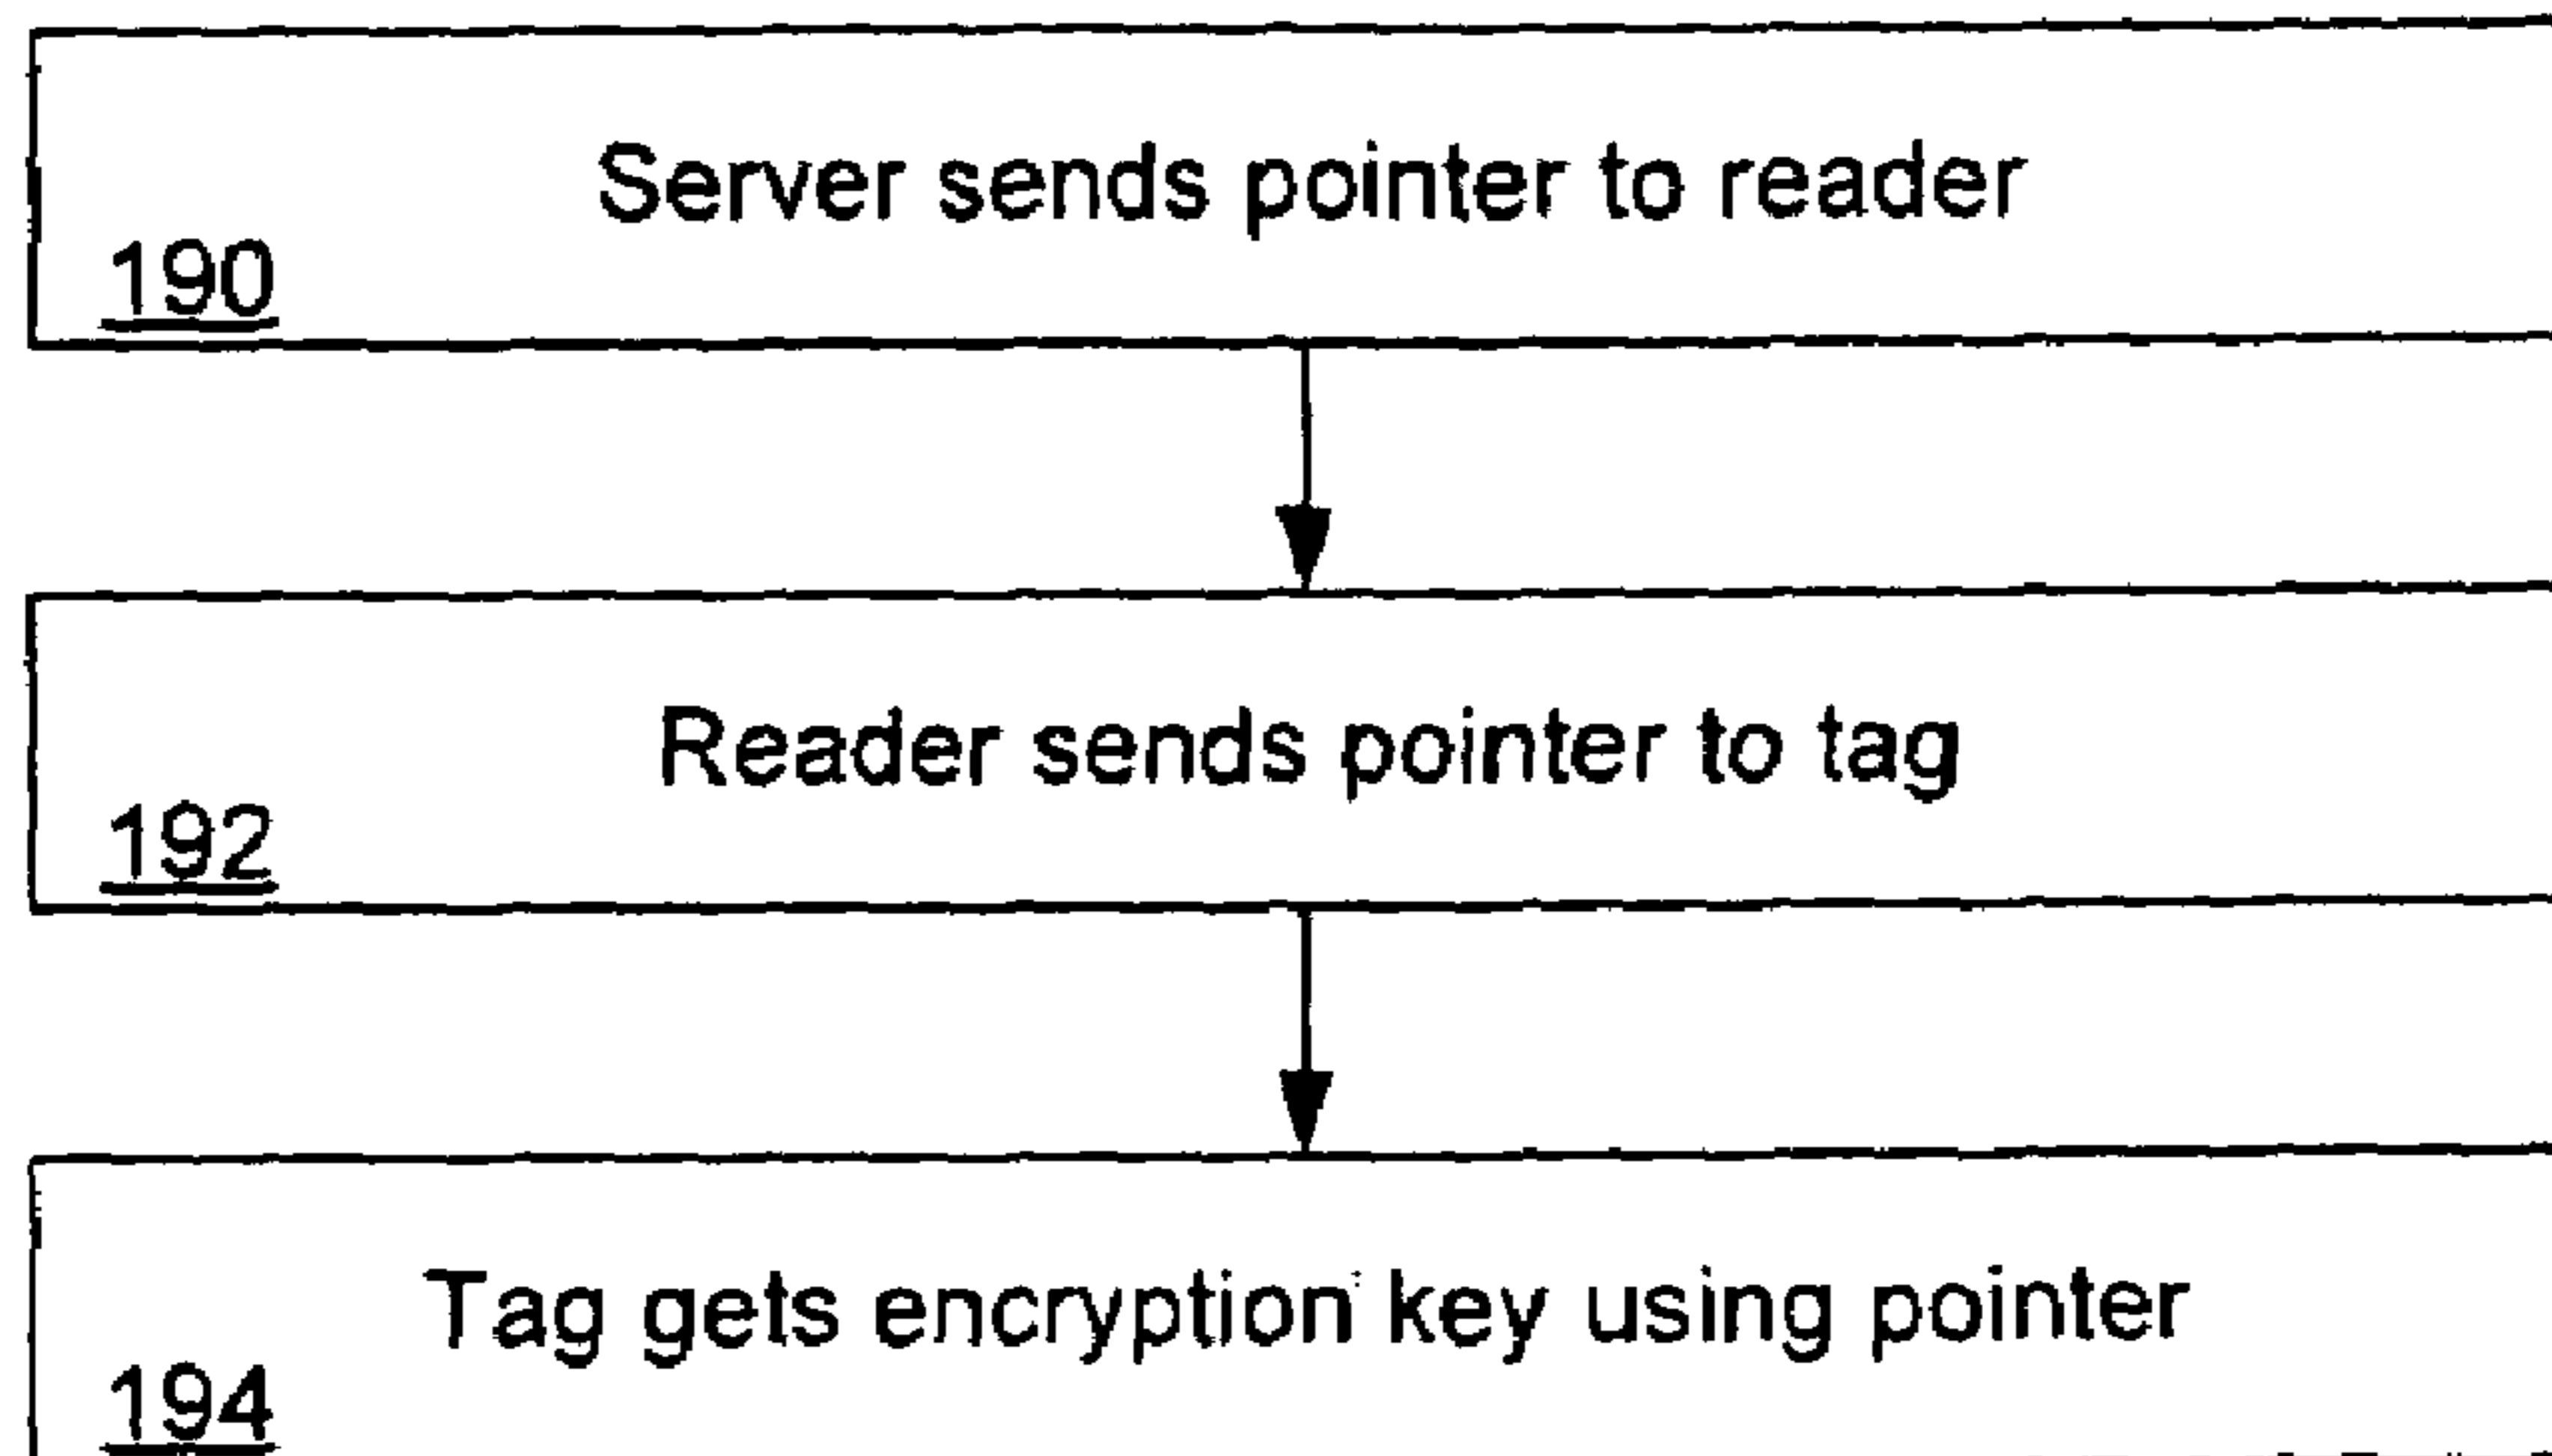 Server sends pointer to reader
190
Reader sends pointer to tag
192
Tag gets encryption key using pointer
194